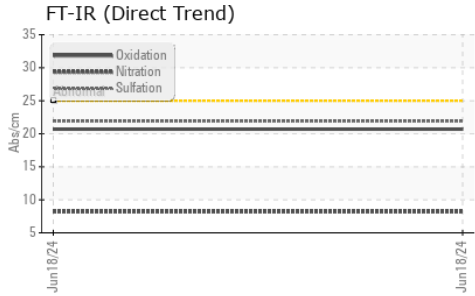 FT-IR (Direct Trend)
35
30
25
20
15
10
5
Abs/cm
Oxidation
Nitration
Sulfation
Abnormal
Jun18/24
Jun18/24